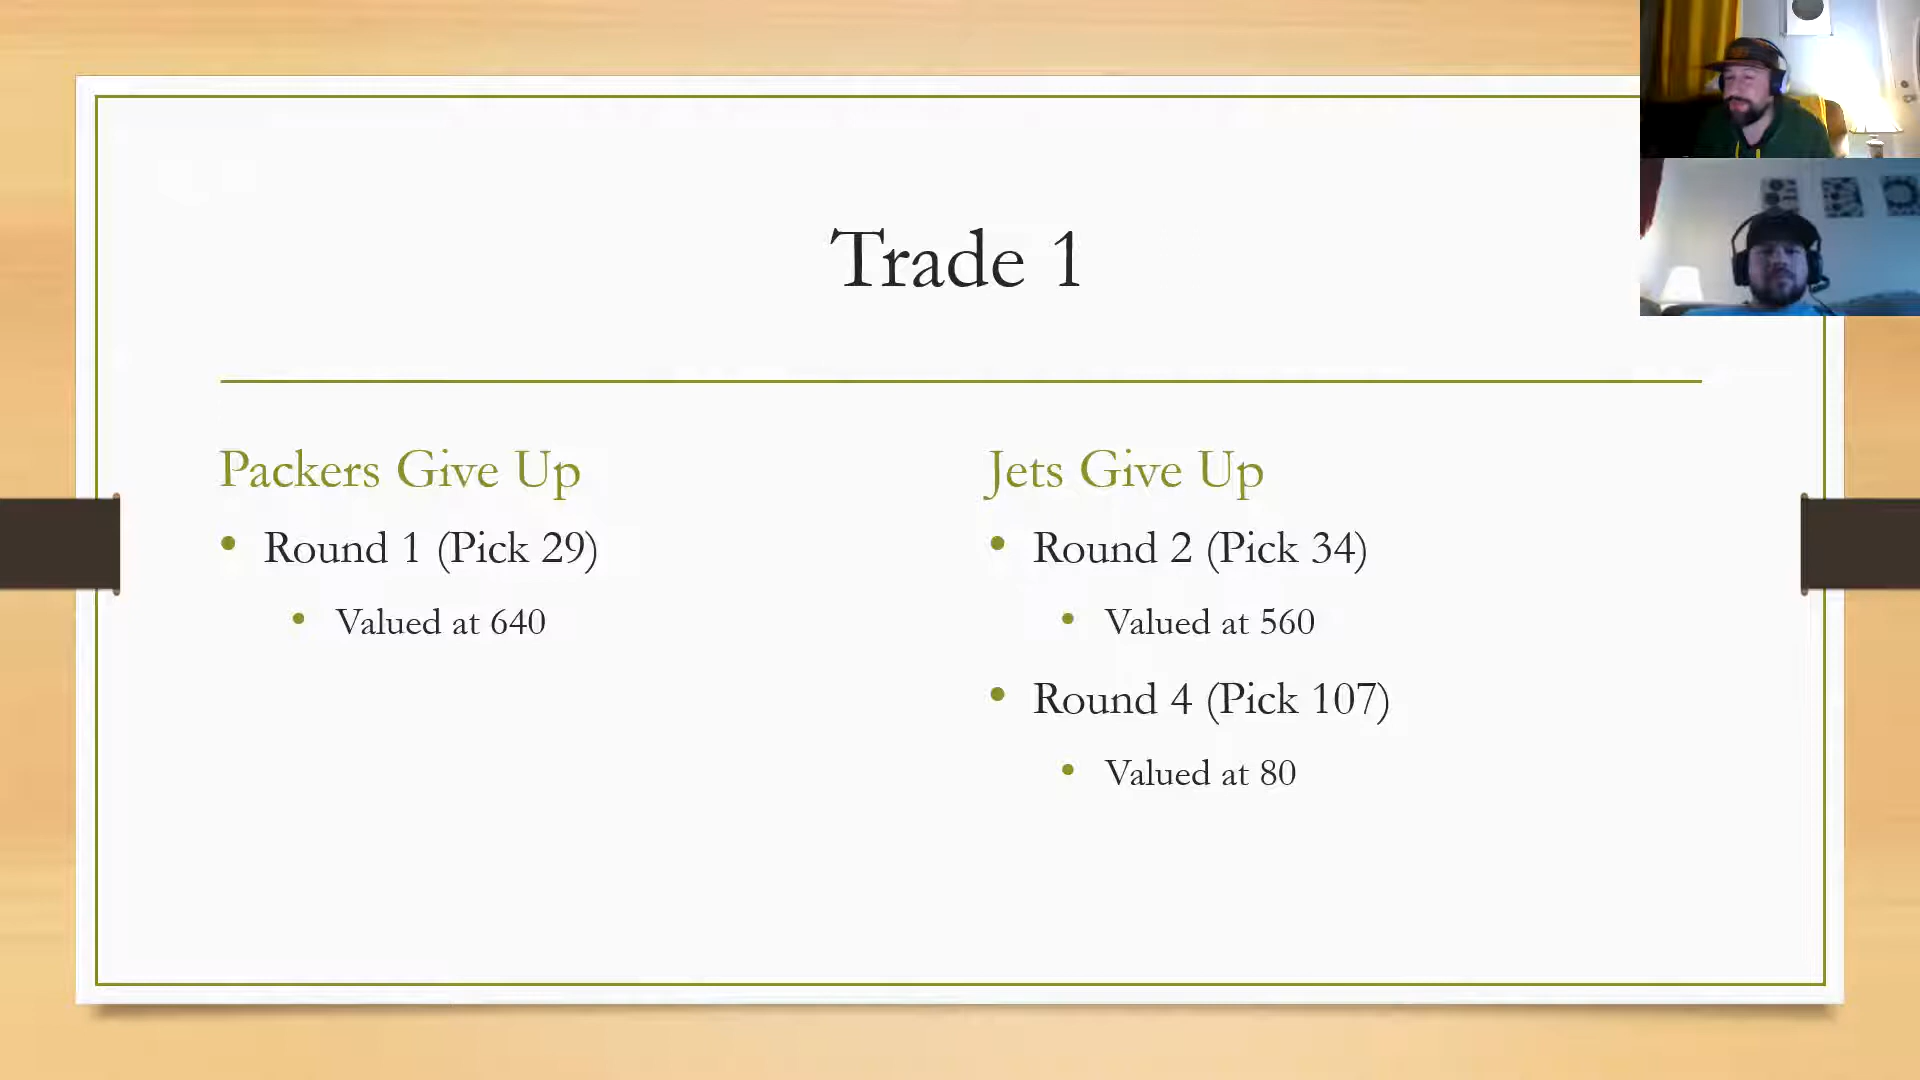 Trade 1
Packers Give Up
Round 1 (Pick 29)
Valued at 640
Jets Give Up
Round 2 (Pick 34)
Valued at 560
Round 4 (Pick 107)
Valued at 80